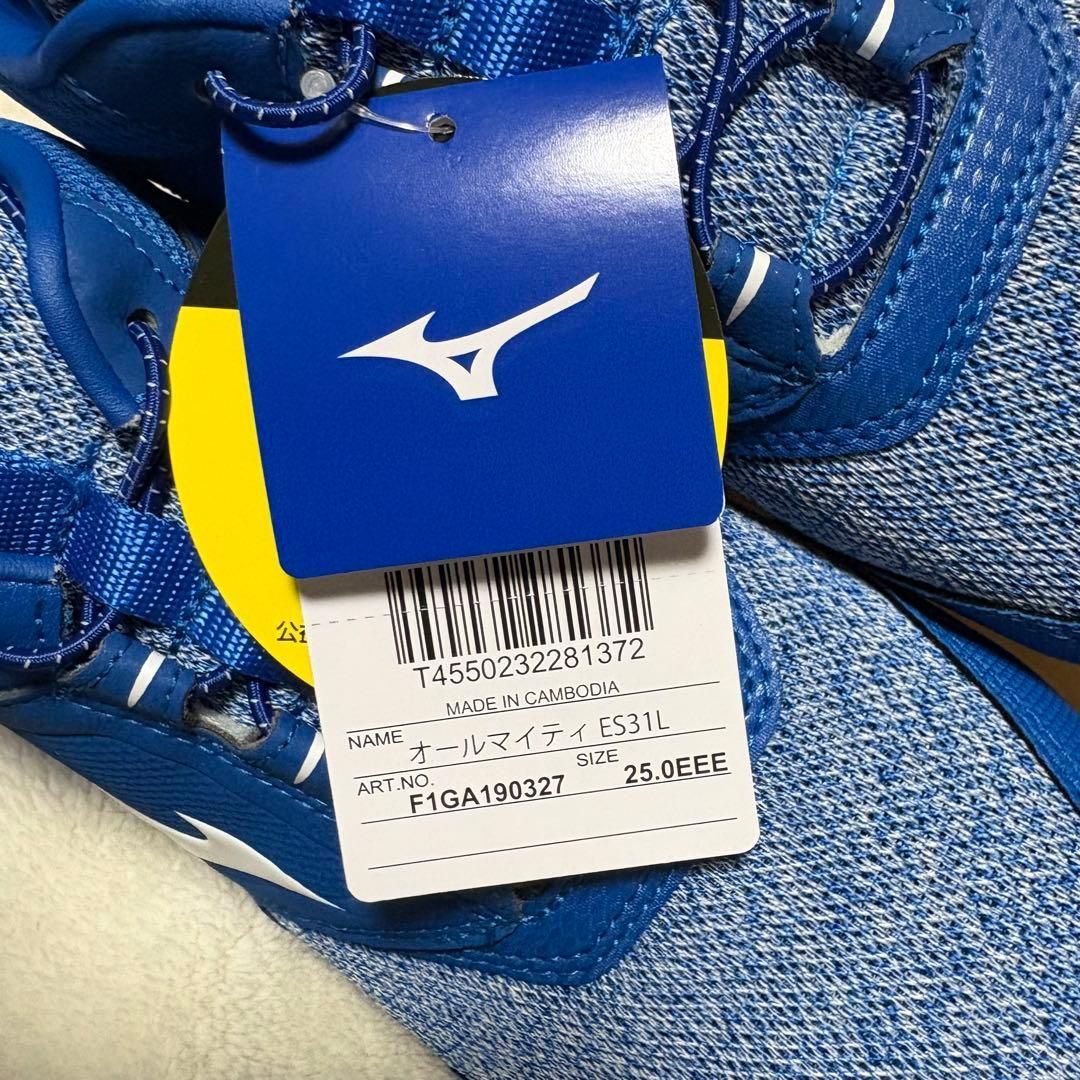 公
T4550232281372
MADE IN CAMBODIA
NAME オールマイティ ES31L
ART.NO. F1GA190327 SIZE 25.0EEE